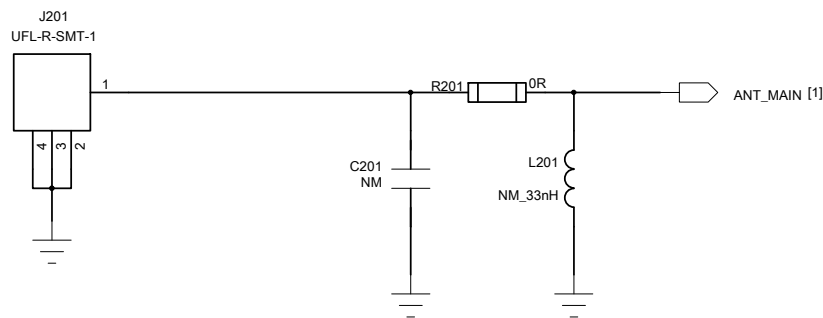 J201
UFL-R-SMT-1
1
R201
0R
ANT_MAIN [1]
4
3
2
C201
NM
L201
NM_33nH